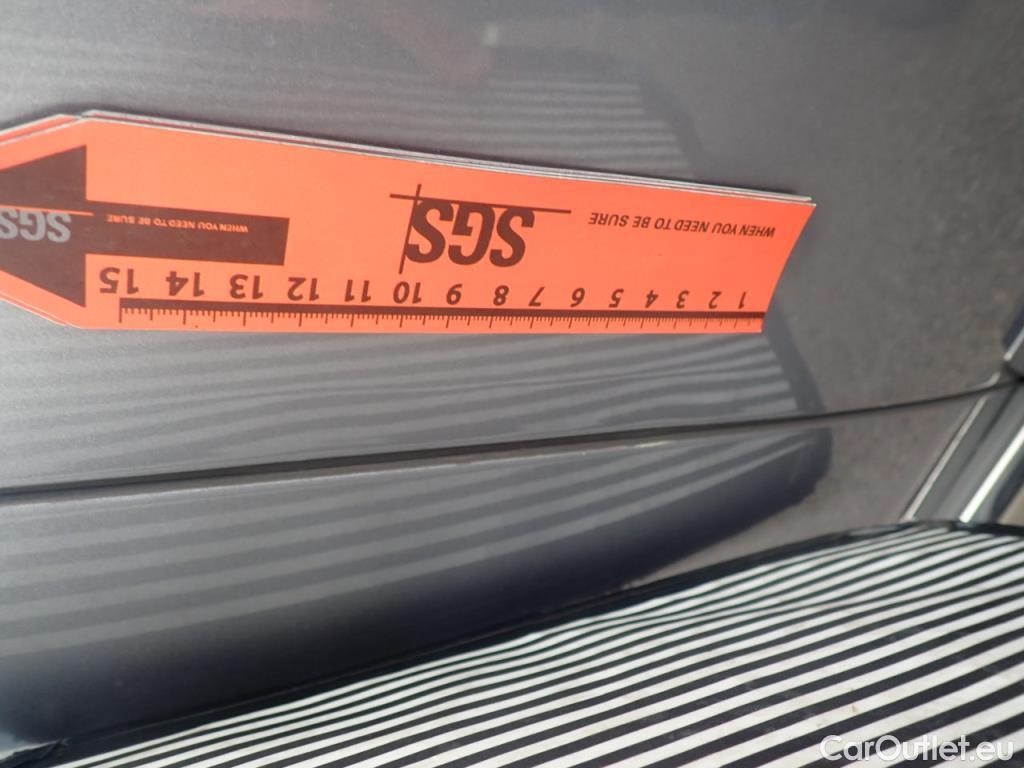 SGS
WHEN YOU NEED TO BE SURE
SGS
WHEN YOU NEED TO BE SURE
1 2 3 4 5 6 7 8 9 10 11 12 13 14 15
CarOutlet.eu